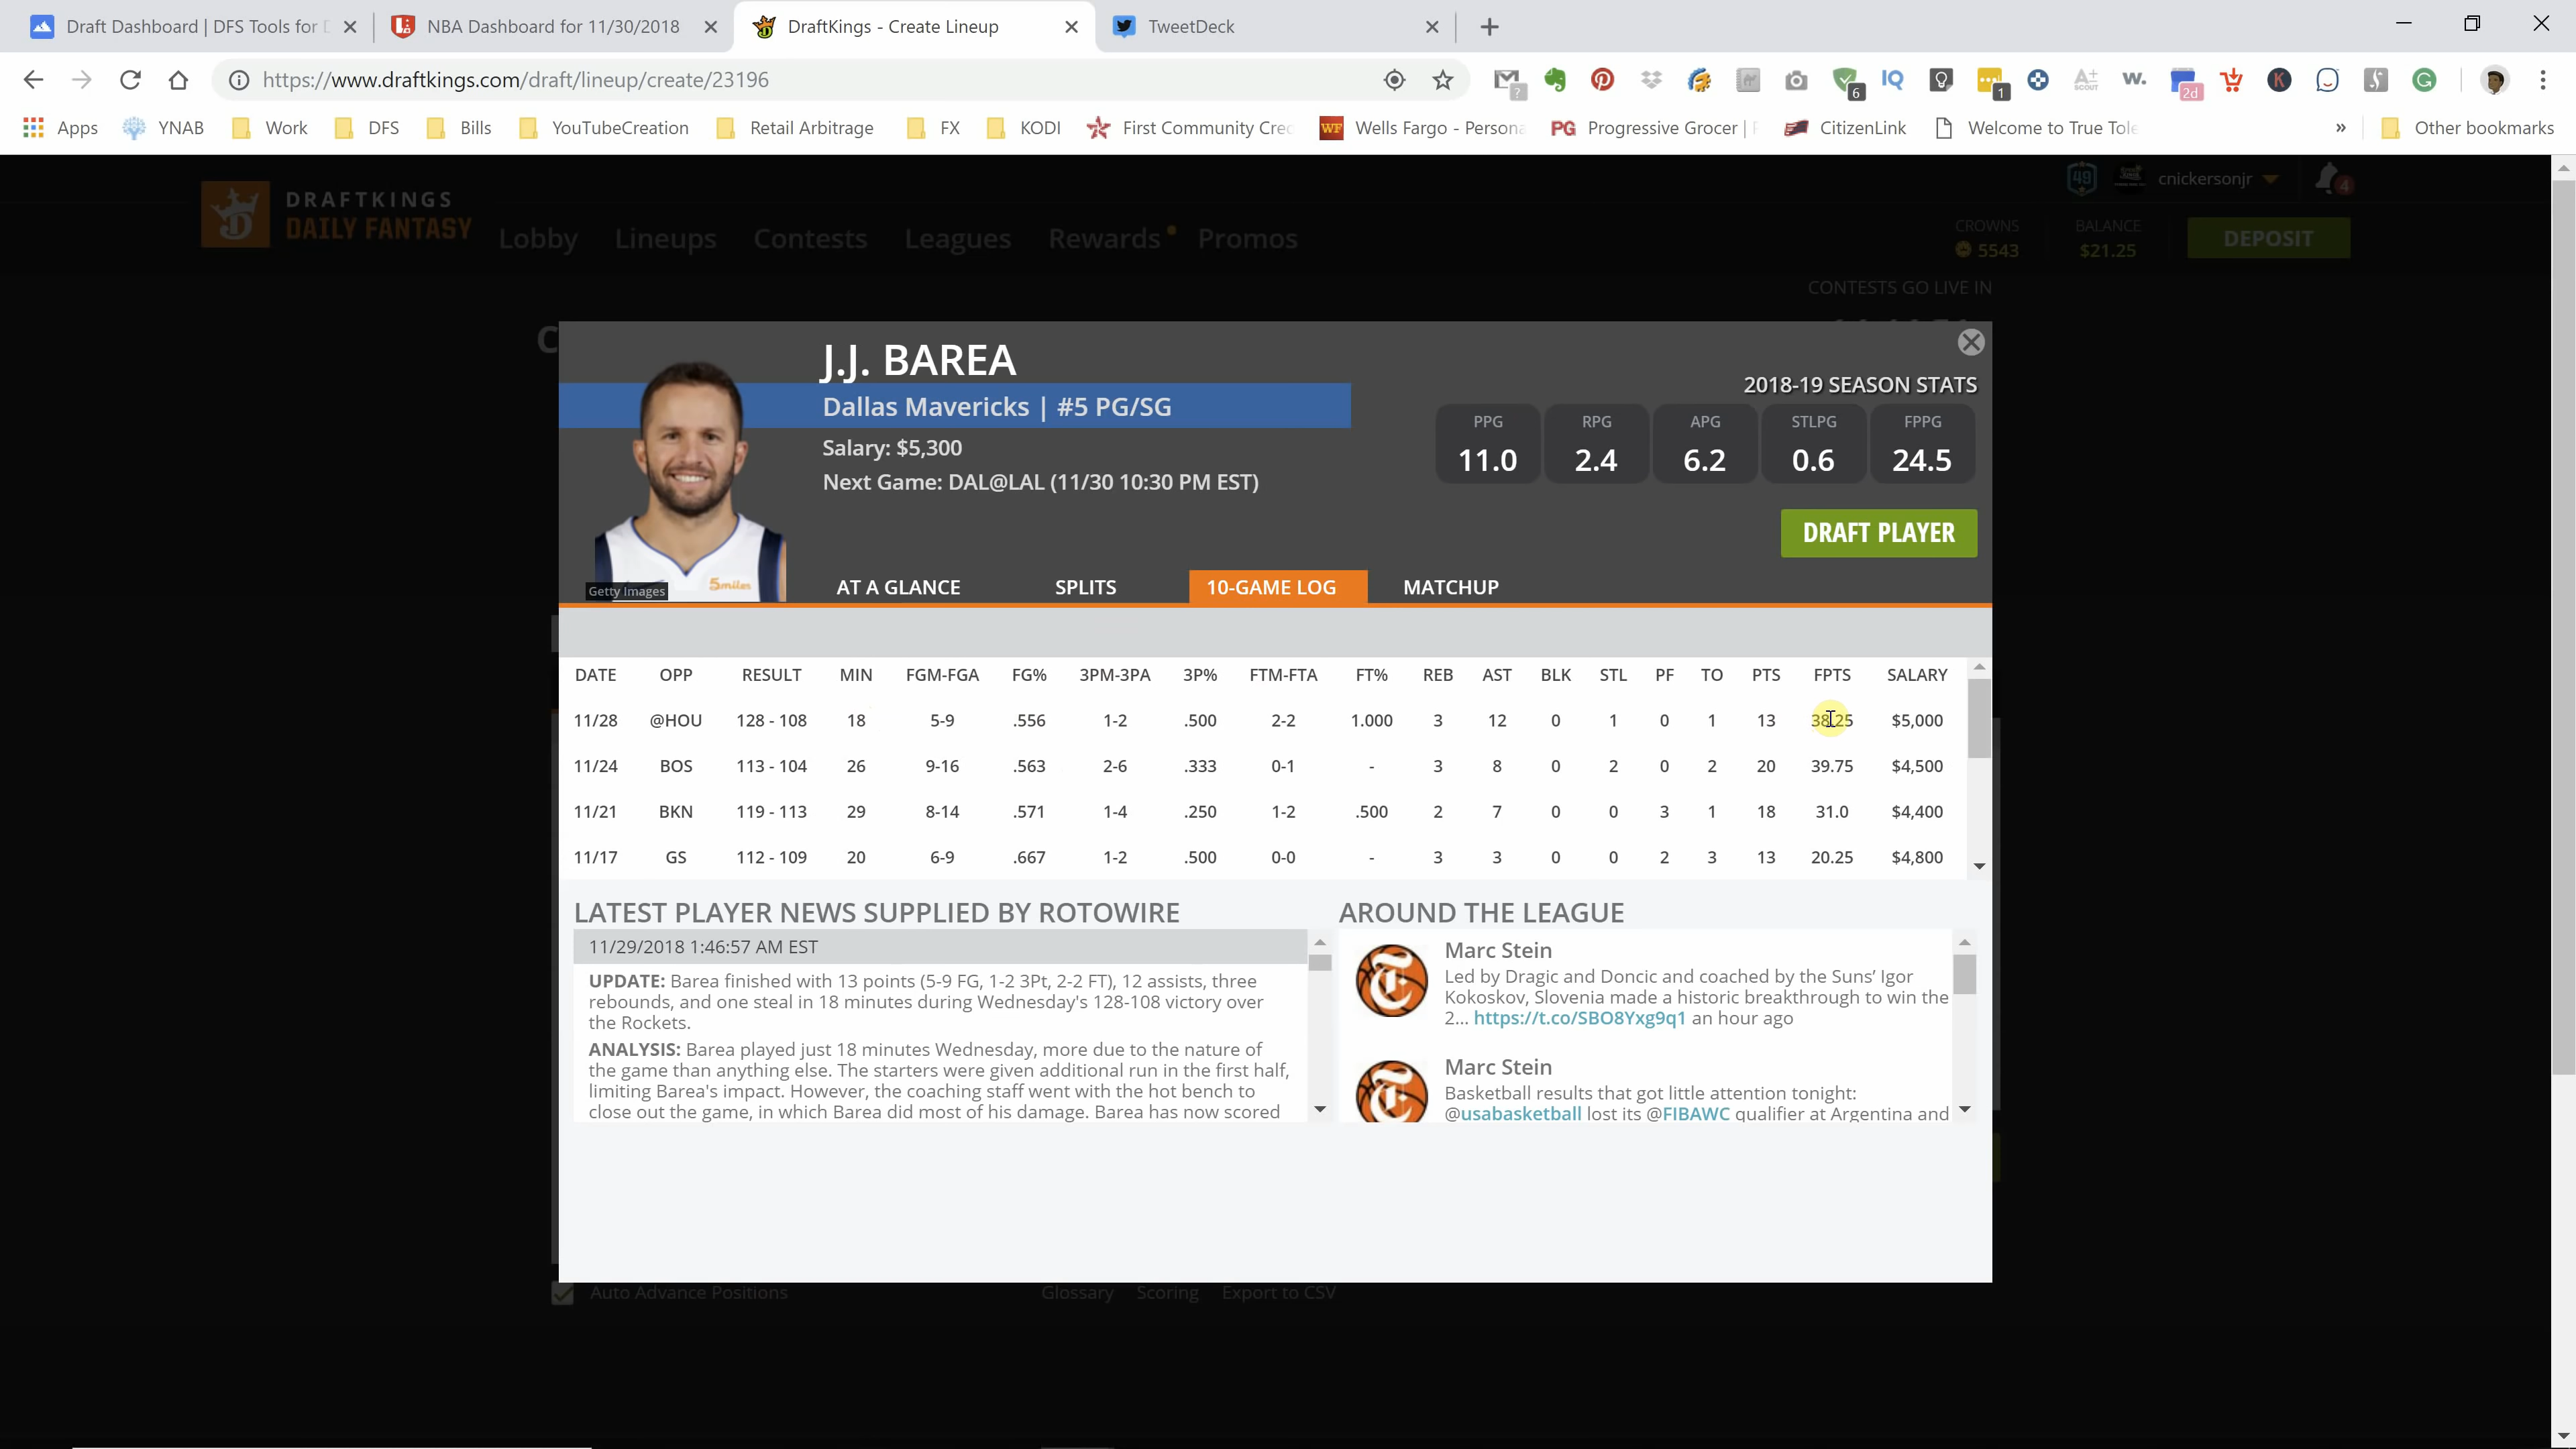 Draft Dashboard | DFS Tools for D
NBA Dashboard for 11/30/2018
DraftKings - Create Lineup
TweetDeck
https://www.draftkings.com/draft/lineup/create/23196
Apps YNAB Work DFS Bills YouTubeCreation Retail Arbitrage FX KODI First Community Cre Wells Fargo - Persona Progressive Grocer | CitizenLink Welcome to True Tole » Other bookmarks
DRAFTKINGS
DAILY FANTASY
Lobby Lineups Contests Leagues Rewards Promos
49 cnickersonjr 4
CROWNS 5543
BALANCE $21.25
DEPOSIT
CONTESTS GO LIVE IN
J.J. BAREA
Dallas Mavericks | #5 PG/SG
Salary: $5,300
Next Game: DAL@LAL (11/30 10:30 PM EST)
Getty Images
5miles
2018-19 SEASON STATS
PPG RPG APG STLPG FPPG
11.0 2.4 6.2 0.6 24.5
DRAFT PLAYER
AT A GLANCE SPLITS 10-GAME LOG MATCHUP
DATE OPP RESULT MIN FGM-FGA FG% 3PM-3PA 3P% FTM-FTA FT% REB AST BLK STL PF TO PTS FPTS SALARY
11/28 @HOU 128 - 108 18 5-9 .556 1-2 .500 2-2 1.000 3 12 0 1 0 1 13 38.25 $5,000
11/24 BOS 113 - 104 26 9-16 .563 2-6 .333 0-1 - 3 8 0 2 0 2 20 39.75 $4,500
11/21 BKN 119 - 113 29 8-14 .571 1-4 .250 1-2 .500 2 7 0 0 3 1 18 31.0 $4,400
11/17 GS 112 - 109 20 6-9 .667 1-2 .500 0-0 - 3 3 0 0 2 3 13 20.25 $4,800
LATEST PLAYER NEWS SUPPLIED BY ROTOWIRE
11/29/2018 1:46:57 AM EST
UPDATE: Barea finished with 13 points (5-9 FG, 1-2 3Pt, 2-2 FT), 12 assists, three
rebounds, and one steal in 18 minutes during Wednesday's 128-108 victory over
the Rockets.
ANALYSIS: Barea played just 18 minutes Wednesday, more due to the nature of
the game than anything else. The starters were given additional run in the first half,
limiting Barea's impact. However, the coaching staff went with the hot bench to
close out the game, in which Barea did most of his damage. Barea has now scored
AROUND THE LEAGUE
Marc Stein
Led by Dragic and Doncic and coached by the Suns' Igor
Kokoskov, Slovenia made a historic breakthrough to win the
2... https://t.co/SBO8Yxg9q1 an hour ago
Marc Stein
Basketball results that got little attention tonight:
@usabasketball lost its @FIBAWC qualifier at Argentina and
Auto Advance Positions Glossary Scoring Export to CSV